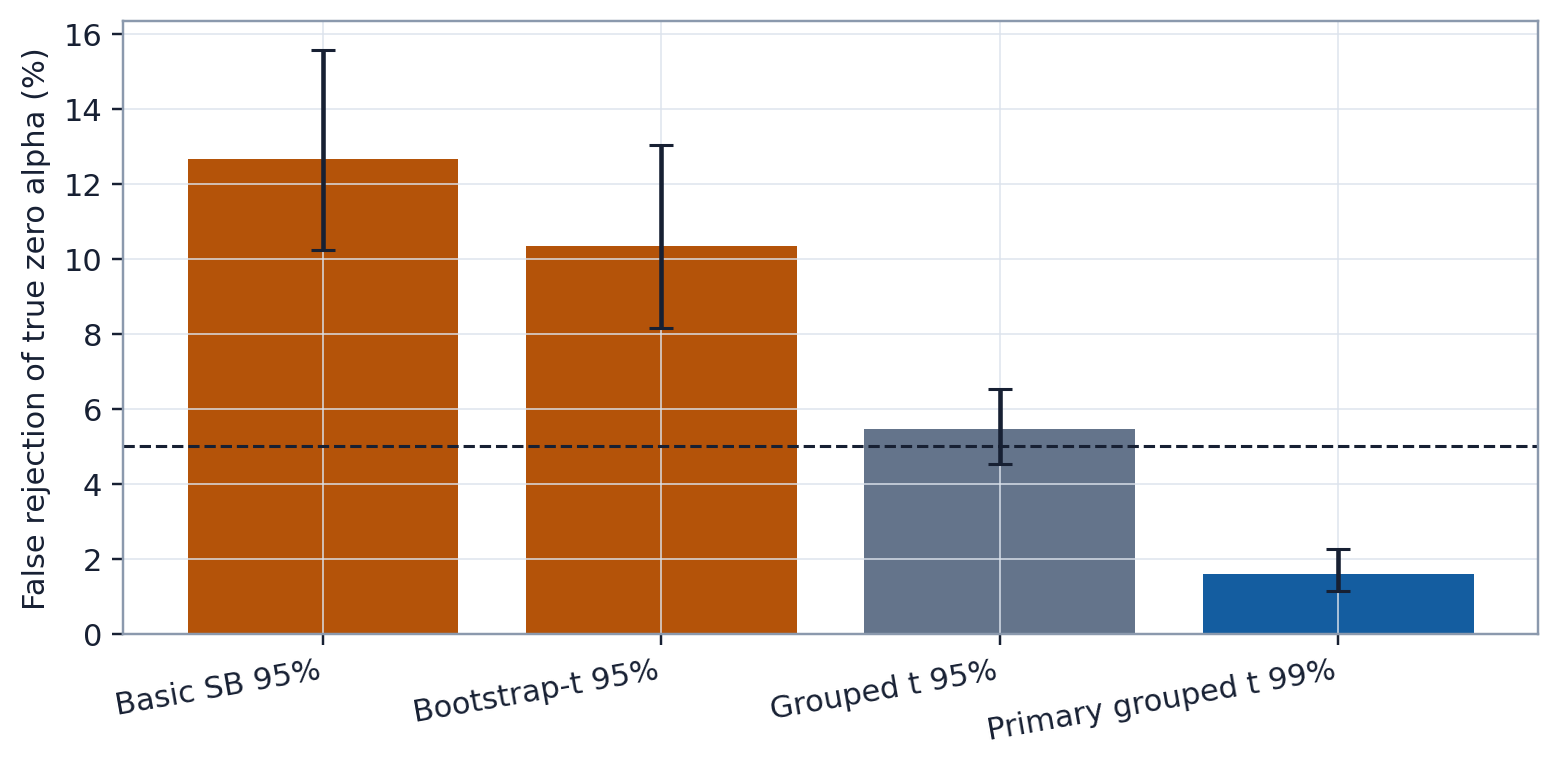 False rejection of true zero alpha (%)
16
14
12
10
8
6
4
2
0
Basic SB 95%
Bootstrap-t 95%
Grouped t 95%
Primary grouped t 99%